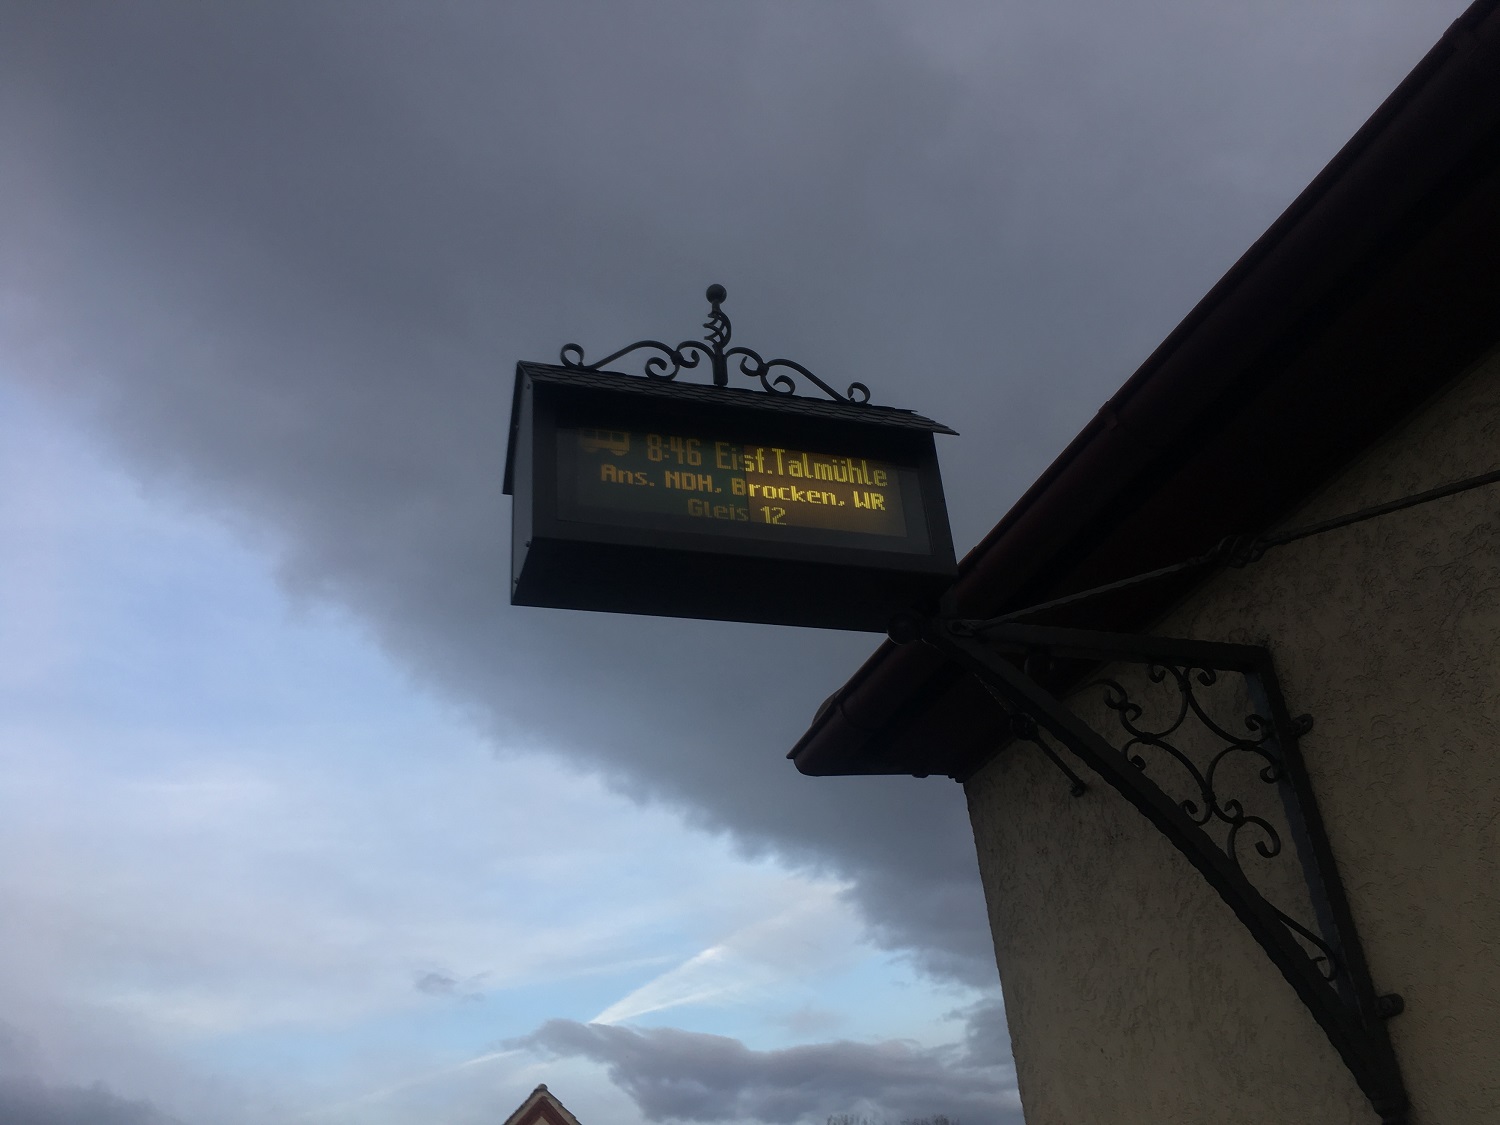 8:46 Eisf.Talmühle
Ans. NDH, Brocken, WR
Gleis 12